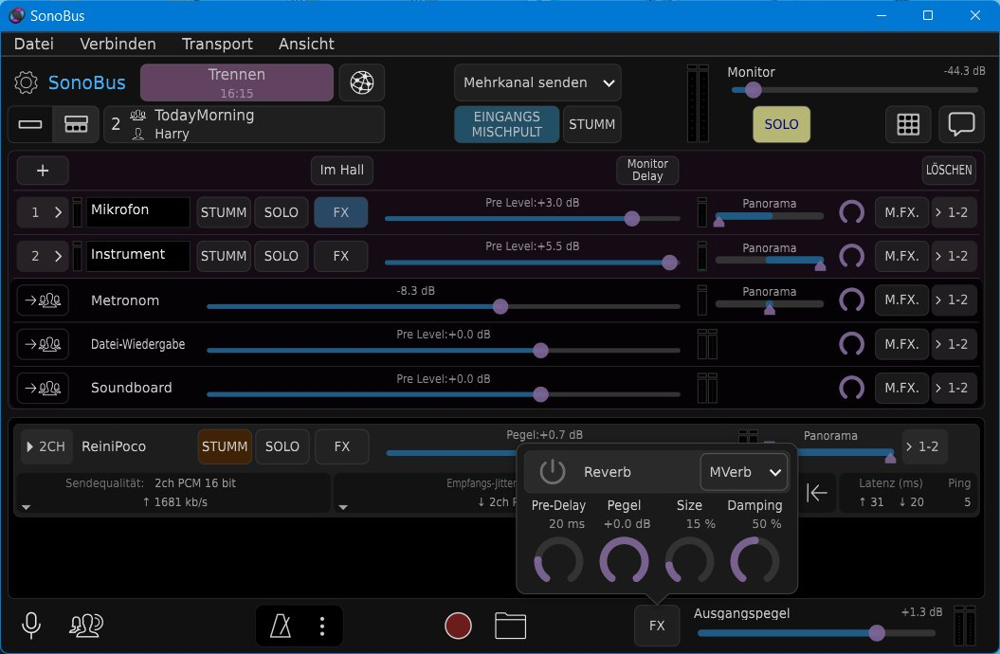 SonoBus
Datei Verbinden Transport Ansicht
SonoBus
Trennen
16:15
Mehrkanal senden
Monitor
-44.3 dB
2
TodayMorning
Harry
EINGANGS
MISCHPULT
STUMM
SOLO
+
Im Hall
Monitor
Delay
LÖSCHEN
1 > Mikrofon STUMM SOLO FX Pre Level:+3.0 dB Panorama M.FX. > 1-2
2 > Instrument STUMM SOLO FX Pre Level:+5.5 dB Panorama M.FX. > 1-2
Metronom -8.3 dB Panorama M.FX. > 1-2
Datei-Wiedergabe Pre Level:+0.0 dB M.FX. > 1-2
Soundboard Pre Level:+0.0 dB M.FX. > 1-2
2CH ReiniPoco STUMM SOLO FX Pegel:+0.7 dB Panorama > 1-2
Sendequalität: 2ch PCM 16 bit
↑ 1681 kb/s
Empfangs-Jitter
↓ 2ch
Latenz (ms) Ping
↑ 31 ↓ 20 5
Reverb MVerb
Pre-Delay Pegel Size Damping
20 ms +0.0 dB 15 % 50 %
FX
Ausgangspegel
+1.3 dB